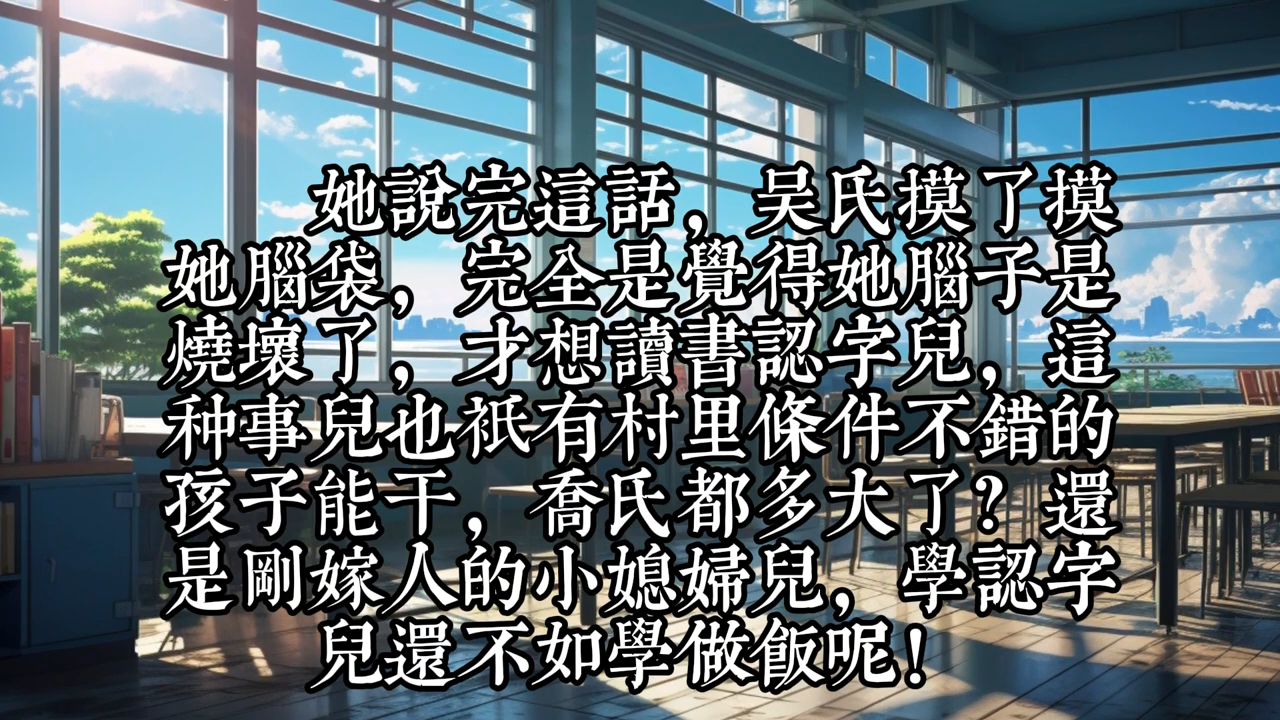 她說完這話，吴氏摸了摸
她腦袋，完全是覺得她腦子是
燒壞了，才想讀書認字兒，這
种事兒也衹有村里條件不錯的
孩子能干，喬氏都多大了？還
是剛嫁人的小媳婦兒，學認字
兒還不如學做飯呢！